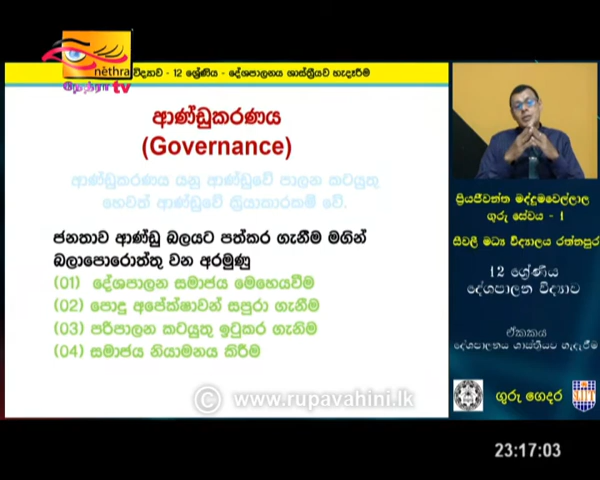 nēthra
tv
විද්‍යාව - 12 ශ්‍රේණිය - දේශපාලනය ශාස්ත්‍රීයව හැදෑරීම
ආණ්ඩුකරණය
(Governance)
ආණ්ඩුකරණය යනු ආණ්ඩුවේ පාලන කටයුතු
හෙවත් ආණ්ඩුවේ ක්‍රියාකාරකම් වේ.
ජනතාව ආණ්ඩු බලයට පත්කර ගැනීම මගින්
බලාපොරොත්තු වන අරමුණු
(01) දේශපාලන සමාජය මෙහෙයවීම
(02) පොදු අපේක්ෂාවන් සපුරා ගැනීම
(03) පරිපාලන කටයුතු ඉටුකර ගැනීම
(04) සමාජය නියාමනය කිරීම
© www.rupavahini.lk
ප්‍රියජීවන්ත මද්දුමවෙල්ලාල
ගුරු සේවය - 1
සීවලී මධ්‍ය විද්‍යාලය රත්නපුර
12 ශ්‍රේණිය
දේශපාලන විද්‍යාව
ඒකකය
දේශපාලනය ශාස්ත්‍රීයව හැදෑරීම
ගුරු ගෙදර
23:17:03